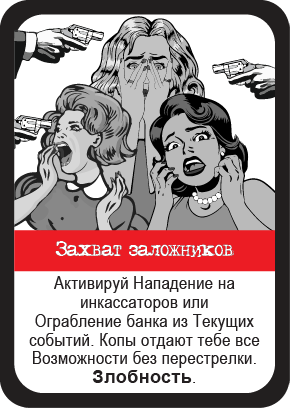 Захват заложников
Активируй Нападение на
инкассаторов или
Ограбление банка из Текущих
событий. Копы отдают тебе все
Возможности без перестрелки.
Злобность.